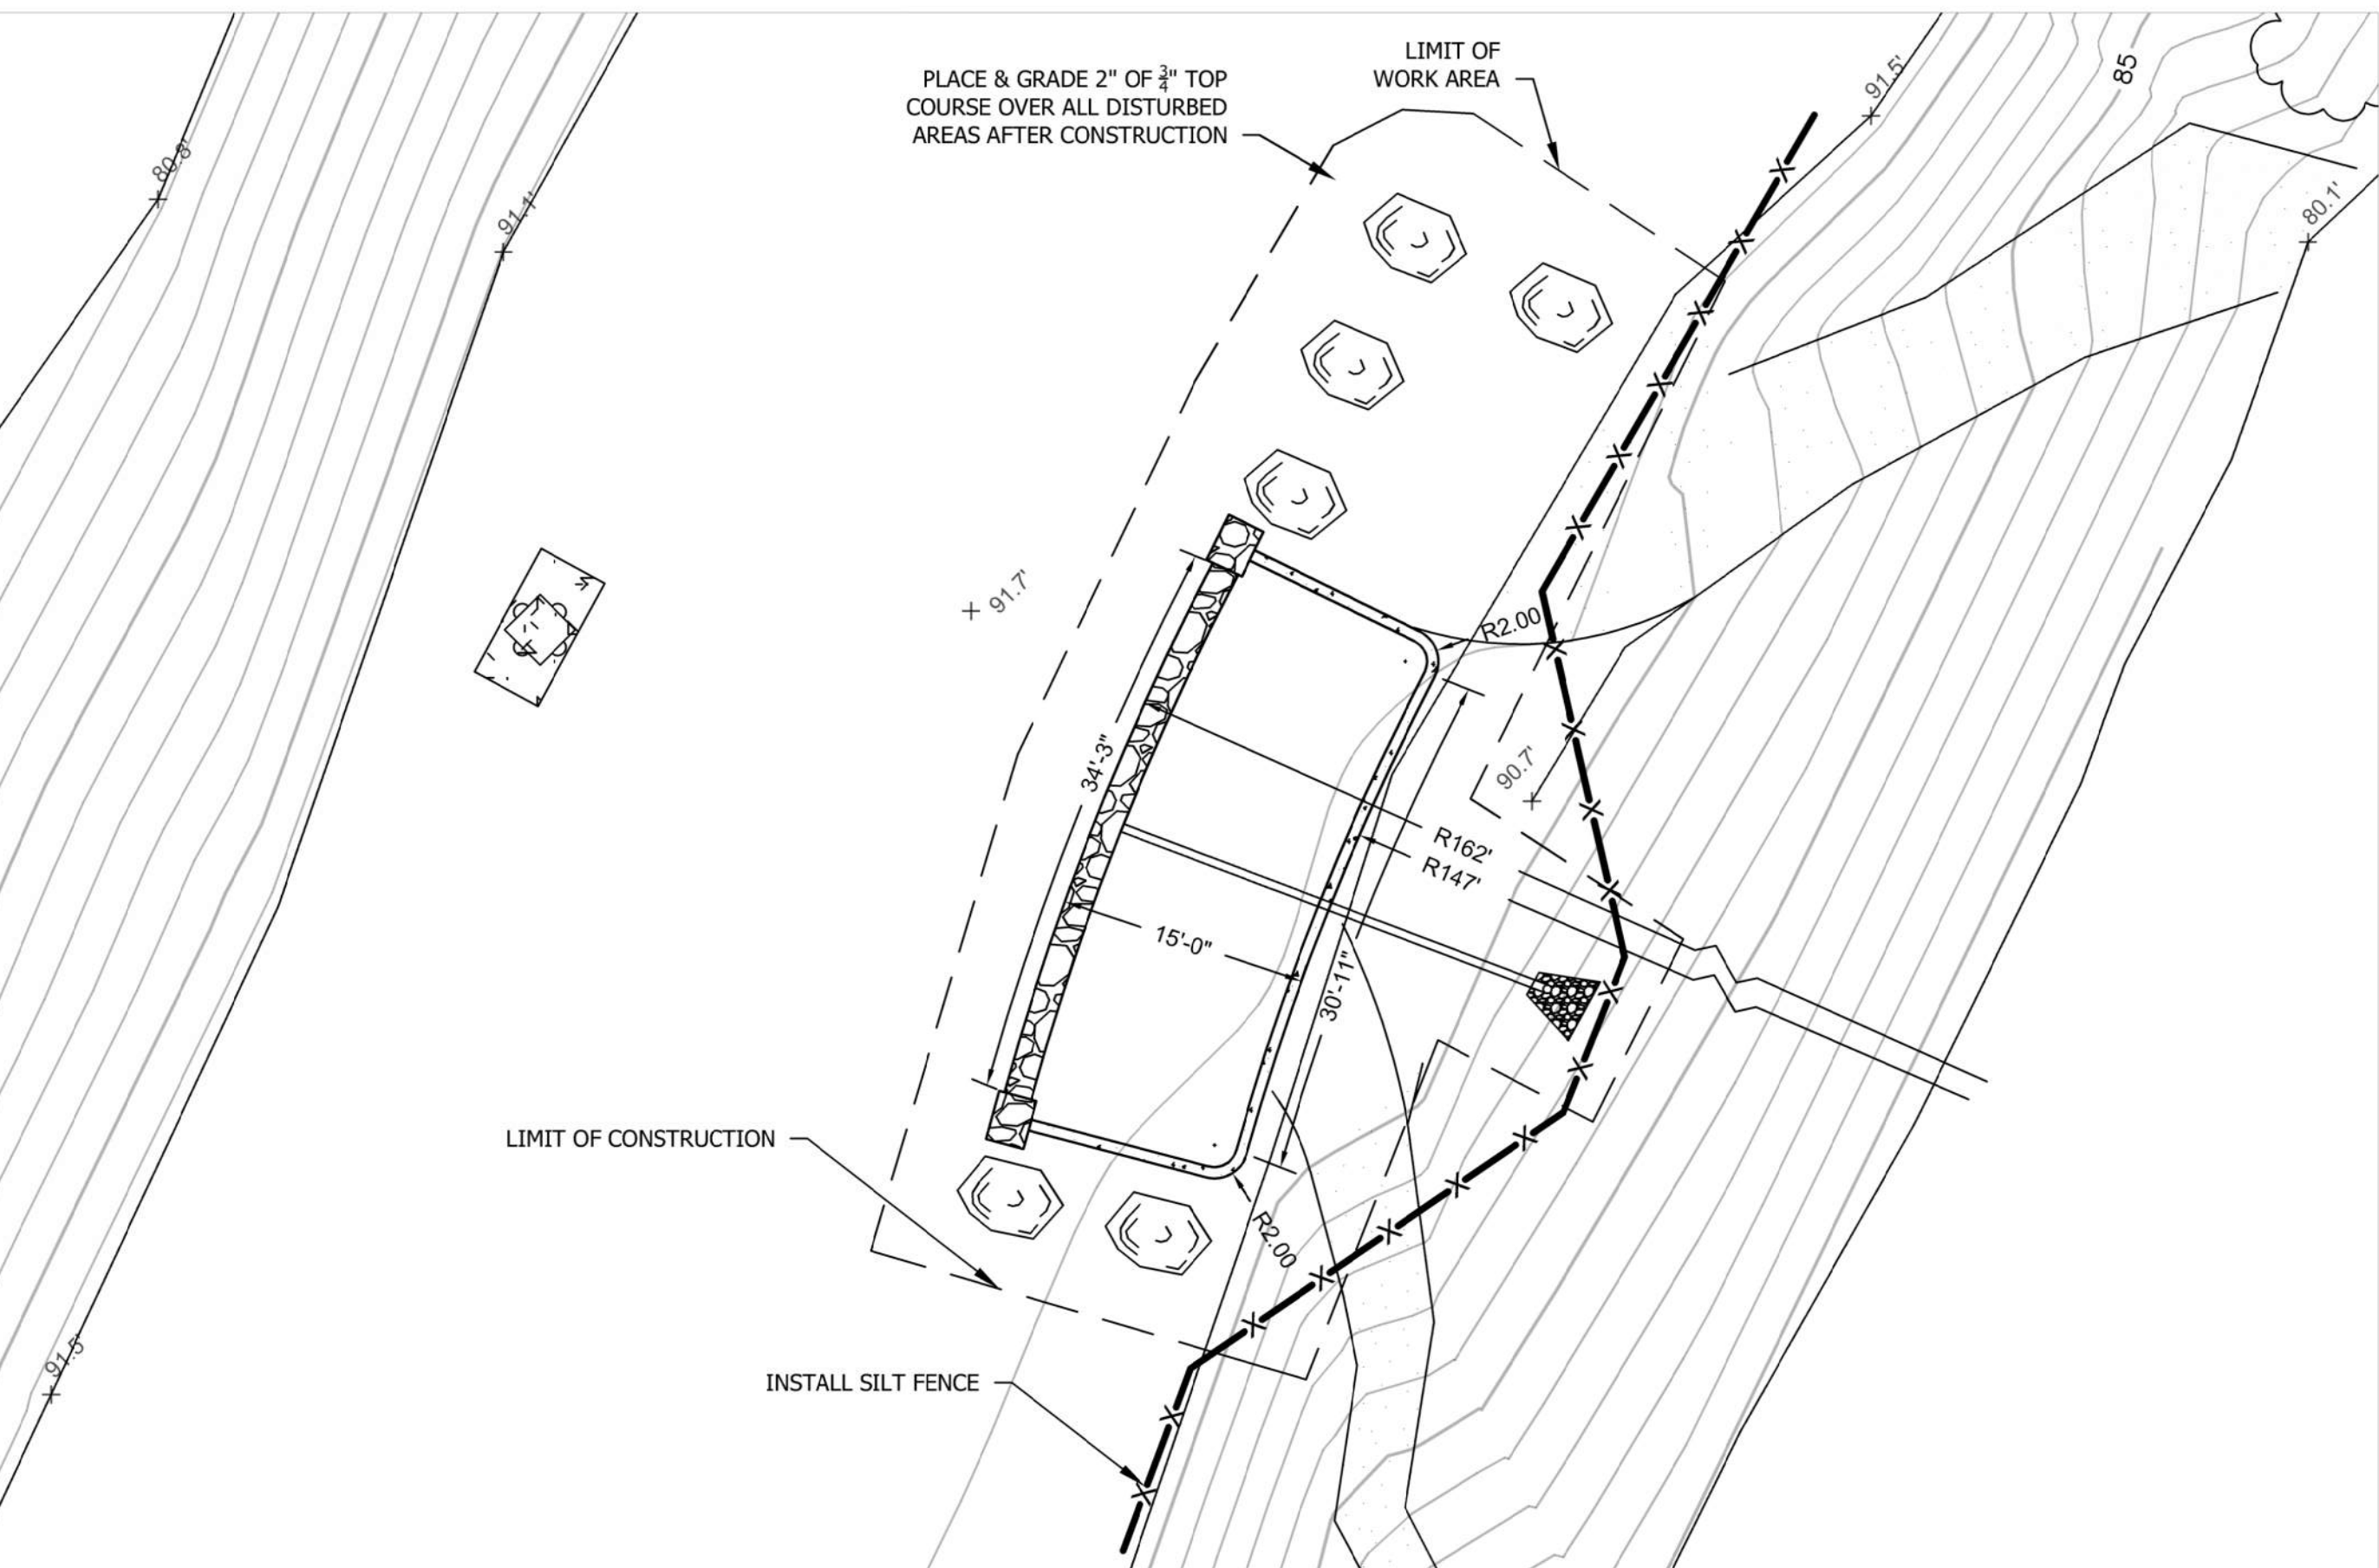 LIMIT OF
WORK AREA
PLACE & GRADE 2" OF 3/4" TOP
COURSE OVER ALL DISTURBED
AREAS AFTER CONSTRUCTION
85
91.5'
80.8'
91.1'
80.1'
91.7'
R2.00
34'-3"
90.7'
R162'
R147'
15'-0"
30'-11"
LIMIT OF CONSTRUCTION
R2.00
91.5'
INSTALL SILT FENCE